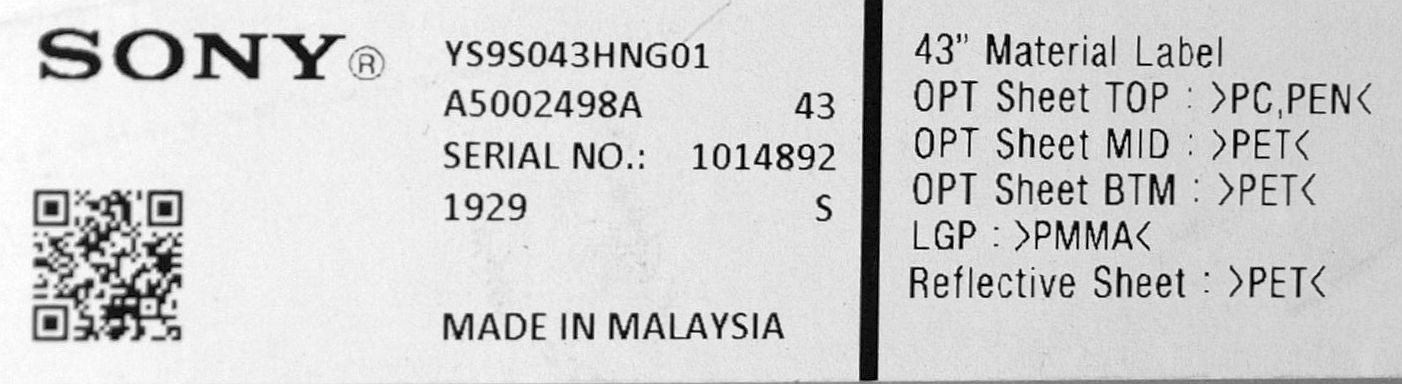 SONY®
YS9S043HNG01
A5002498A 43
SERIAL NO.: 1014892
1929 S
MADE IN MALAYSIA
43" Material Label
OPT Sheet TOP : >PC,PEN<
OPT Sheet MID : >PET<
OPT Sheet BTM : >PET<
LGP : >PMMA<
Reflective Sheet : >PET<